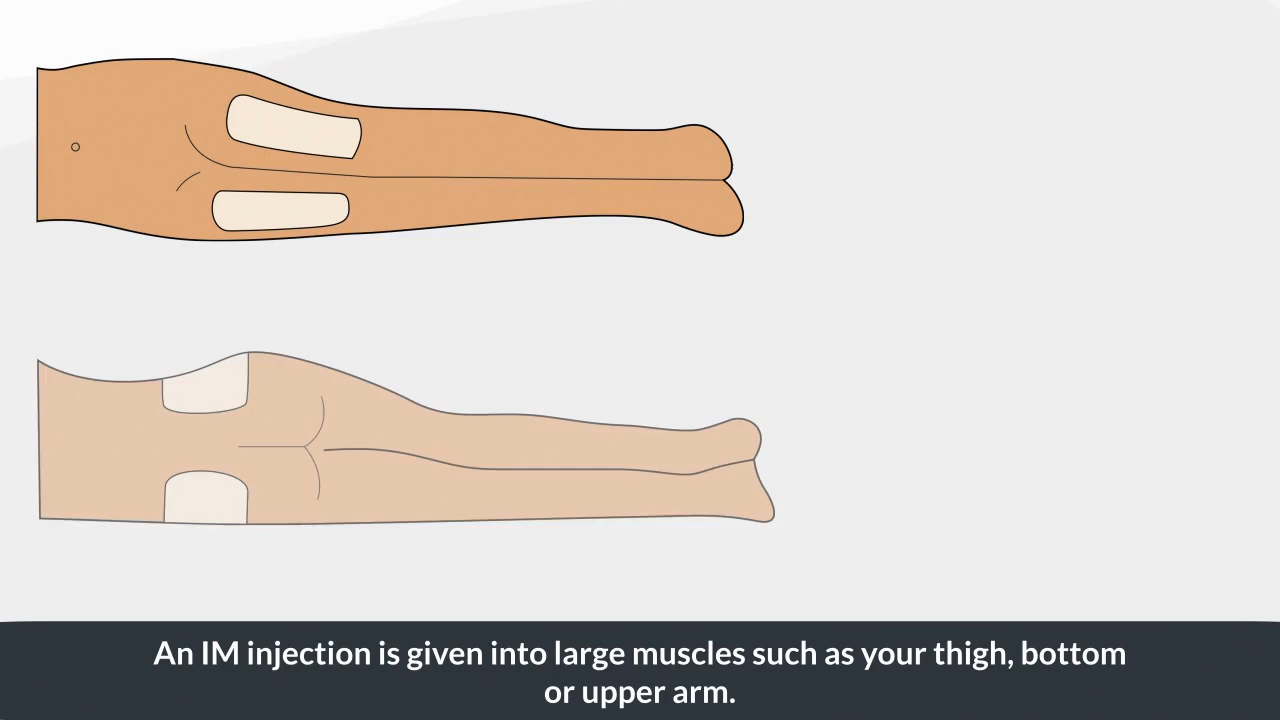 An IM injection is given into large muscles such as your thigh, bottom
or upper arm.